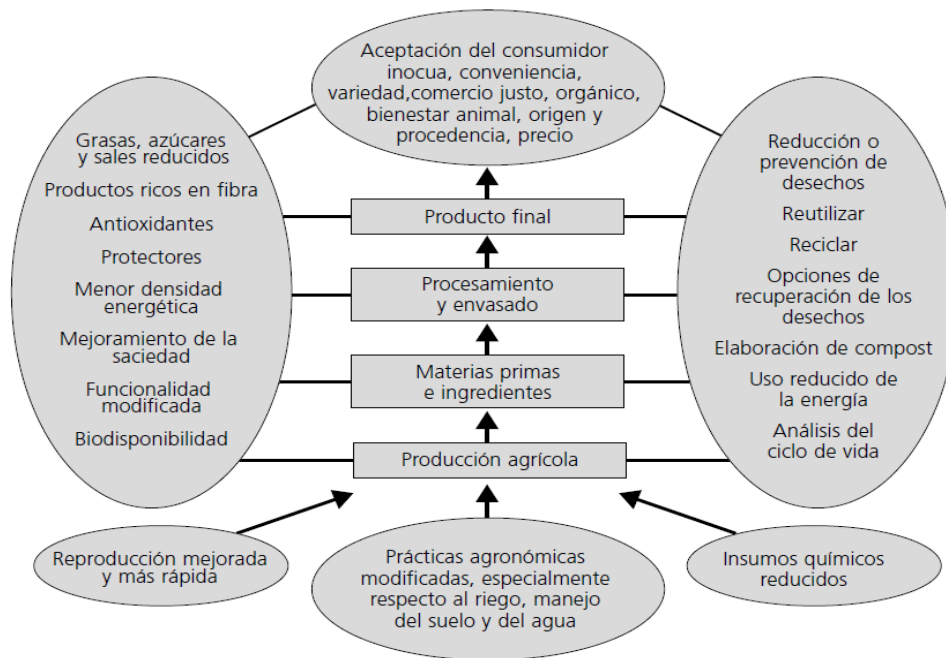 Aceptación del consumidor
inocua, conveniencia,
variedad,comercio justo, orgánico,
bienestar animal, origen y
procedencia, precio
Grasas, azúcares
y sales reducidos
Productos ricos en fibra
Antioxidantes
Protectores
Menor densidad
energética
Mejoramiento de la
saciedad
Funcionalidad
modificada
Biodisponibilidad
Producto final
Procesamiento
y envasado
Materias primas
e ingredientes
Producción agrícola
Reducción o
prevención de
desechos
Reutilizar
Reciclar
Opciones de
recuperación de los
desechos
Elaboración de compost
Uso reducido de
la energía
Análisis del
ciclo de vida
Reproducción mejorada
y más rápida
Prácticas agronómicas
modificadas, especialmente
respecto al riego, manejo
del suelo y del agua
Insumos químicos
reducidos